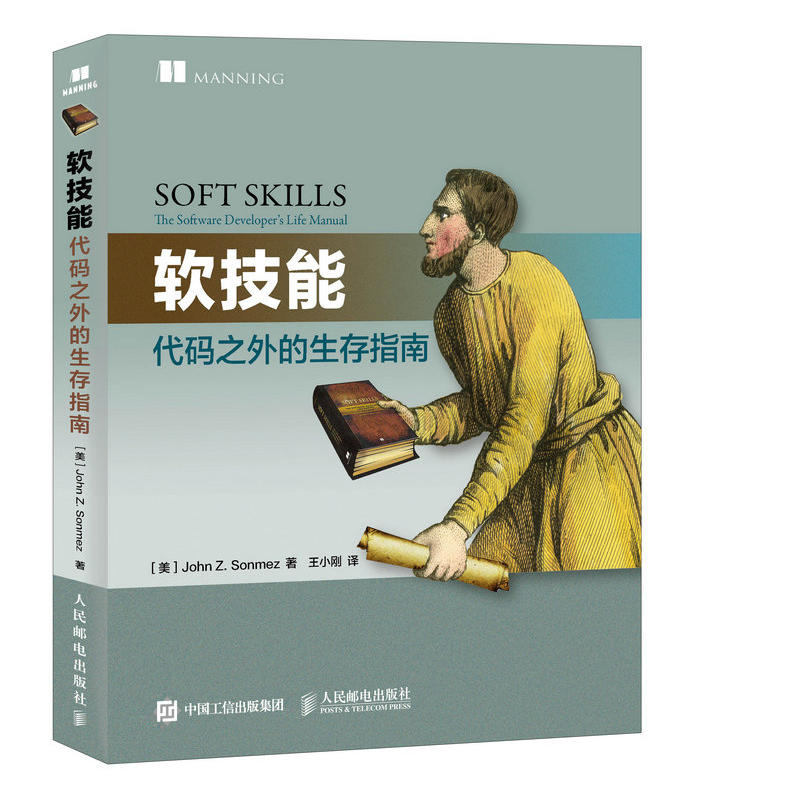 MANNING
SOFT SKILLS
The Software Developer's Life Manual
软技能
代码之外的生存指南
SOFT SKILLS
[美] John Z. Sonmez 著 王小刚 译
中国工信出版集团
人民邮电出版社
POSTS & TELECOM PRESS
MANNING
软技能
代码之外的生存指南
[美] John Z. Sonmez 著
人民邮电出版社